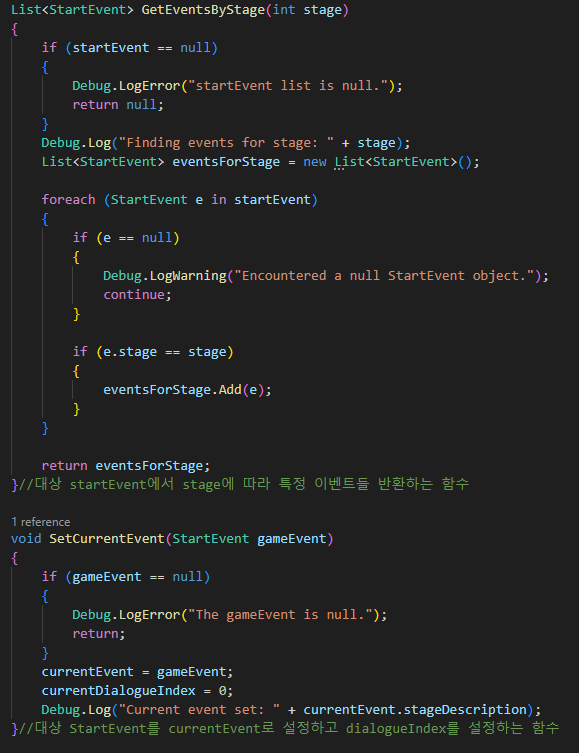 List<StartEvent> GetEventsByStage(int stage)
{
if (startEvent == null)
{
Debug.LogError("startEvent list is null.");
return null;
}
Debug.Log("Finding events for stage: " + stage);
List<StartEvent> eventsForStage = new List<StartEvent>();
foreach (StartEvent e in startEvent)
{
if (e == null)
{
Debug.LogWarning("Encountered a null StartEvent object.");
continue;
}
if (e.stage == stage)
{
eventsForStage.Add(e);
}
}
return eventsForStage;
}//대상 startEvent에서 stage에 따라 특정 이벤트들 반환하는 함수
1 reference
void SetCurrentEvent(StartEvent gameEvent)
{
if (gameEvent == null)
{
Debug.LogError("The gameEvent is null.");
return;
}
currentEvent = gameEvent;
currentDialogueIndex = 0;
Debug.Log("Current event set: " + currentEvent.stageDescription);
}//대상 StartEvent를 currentEvent로 설정하고 dialogueIndex를 설정하는 함수